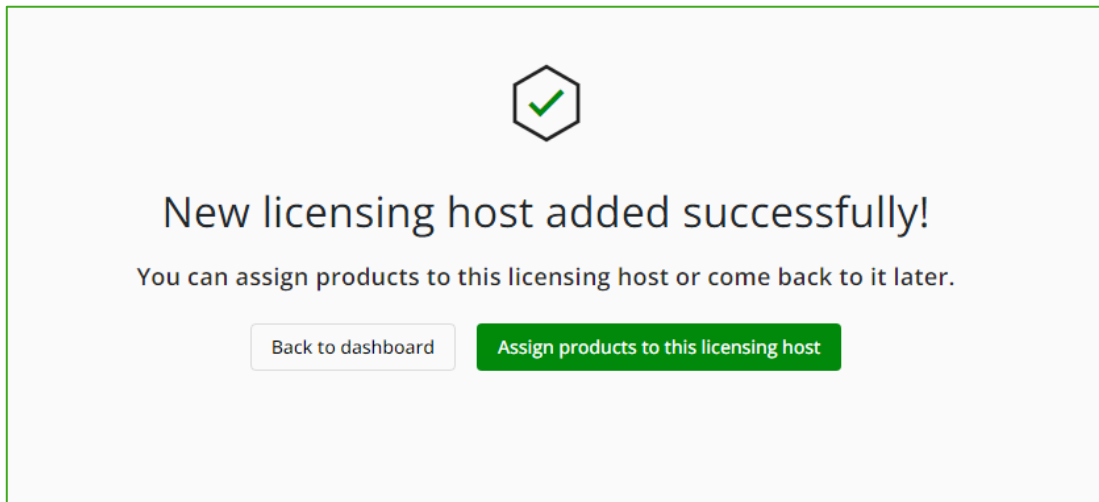 New licensing host added successfully!
You can assign products to this licensing host or come back to it later.
Back to dashboard
Assign products to this licensing host